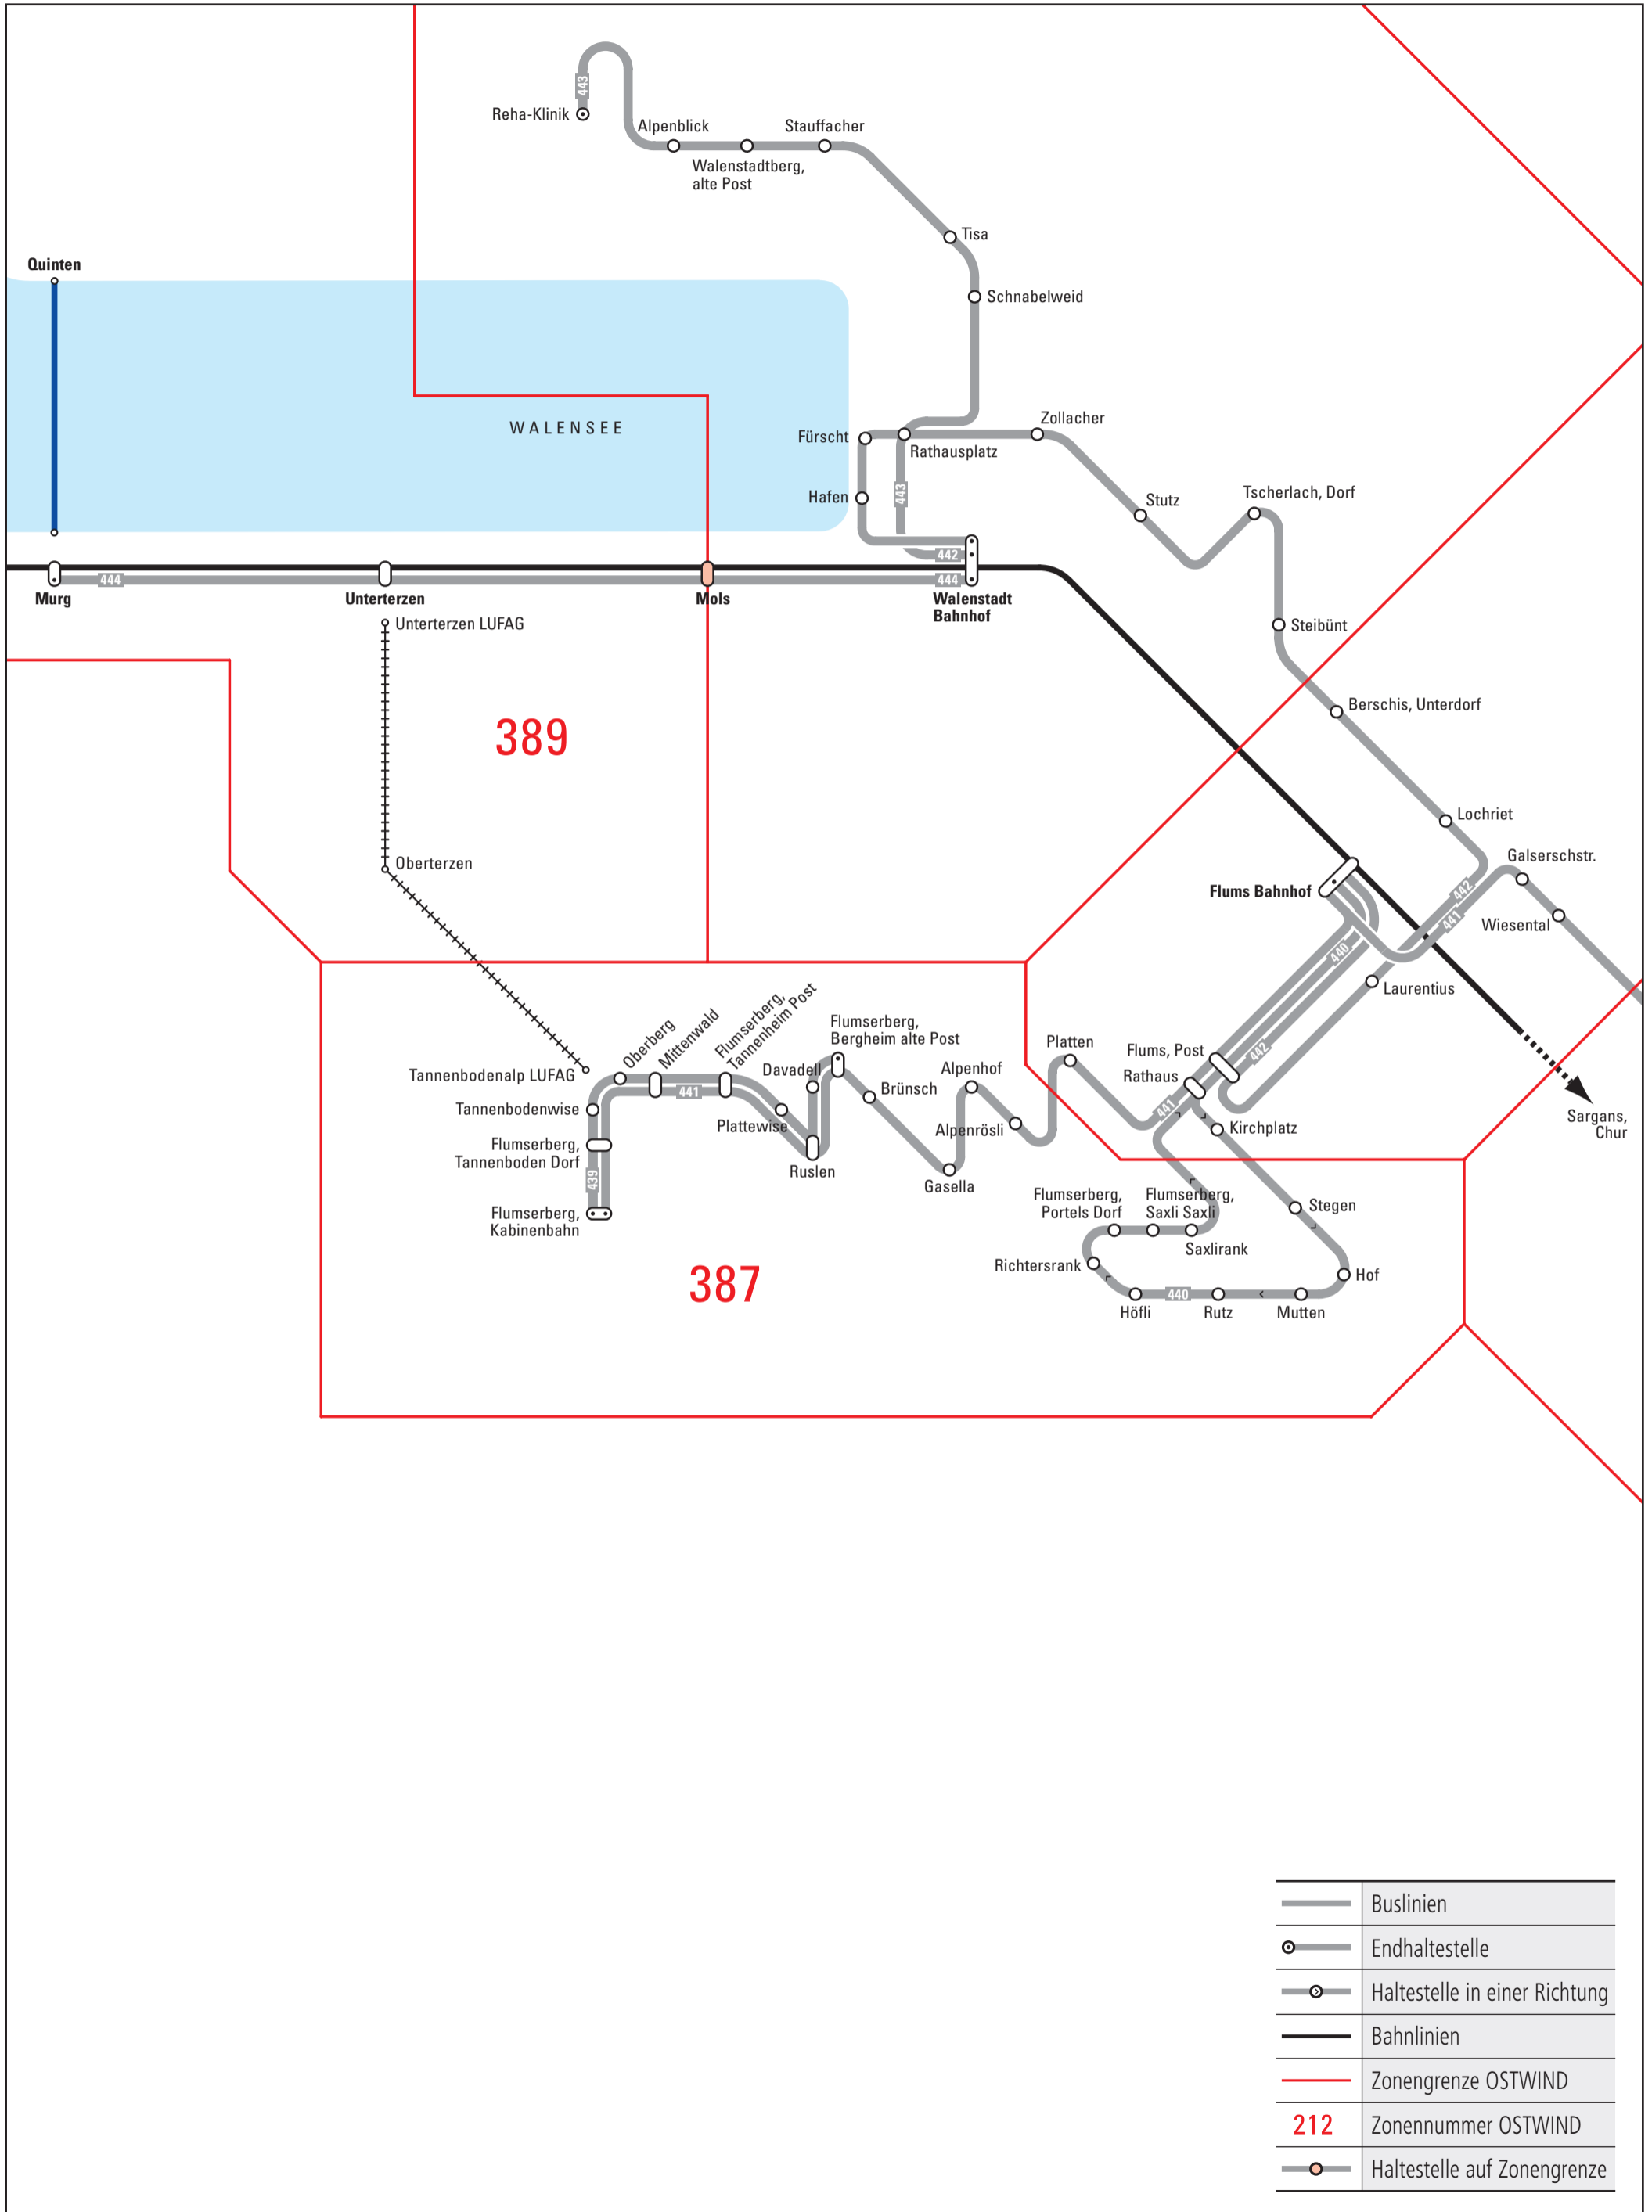 443
Reha-Klinik
Alpenblick
Stauffacher
Walenstadtberg,
alte Post
Tisa
Quinten
Schnabelweid
WALENSEE
Zollacher
Fürscht
Rathausplatz
Hafen
443
Stutz
Tscherlach, Dorf
442
444
444
Murg
Unterterzen
Mols
Walenstadt
Bahnhof
Unterterzen LUFAG
Steibünt
389
Berschis, Unterdorf
Lochriet
Oberterzen
Galserschstr.
Flums Bahnhof
442
441
Wiesental
440
Laurentius
Flumserberg,
Tannenheim Post
Mittenwald
Oberberg
Flumserberg,
Bergheim alte Post
Platten
Flums, Post
Rathaus
442
Tannenbodenalp LUFAG
Davadell
Alpenhof
Brünsch
441
Tannenbodenwise
Plattewise
Alpenrösli
441
Kirchplatz
Sargans,
Chur
Flumserberg,
Tannenboden Dorf
Ruslen
Gasella
439
Flumserberg,
Portels Dorf
Flumserberg,
Saxli Saxli
Stegen
Flumserberg,
Kabinenbahn
Saxlirank
Richtersrank
Hof
387
440
Höfli
Rutz
Mutten
Buslinien
Endhaltestelle
Haltestelle in einer Richtung
Bahnlinien
Zonengrenze OSTWIND
212 Zonennummer OSTWIND
Haltestelle auf Zonengrenze